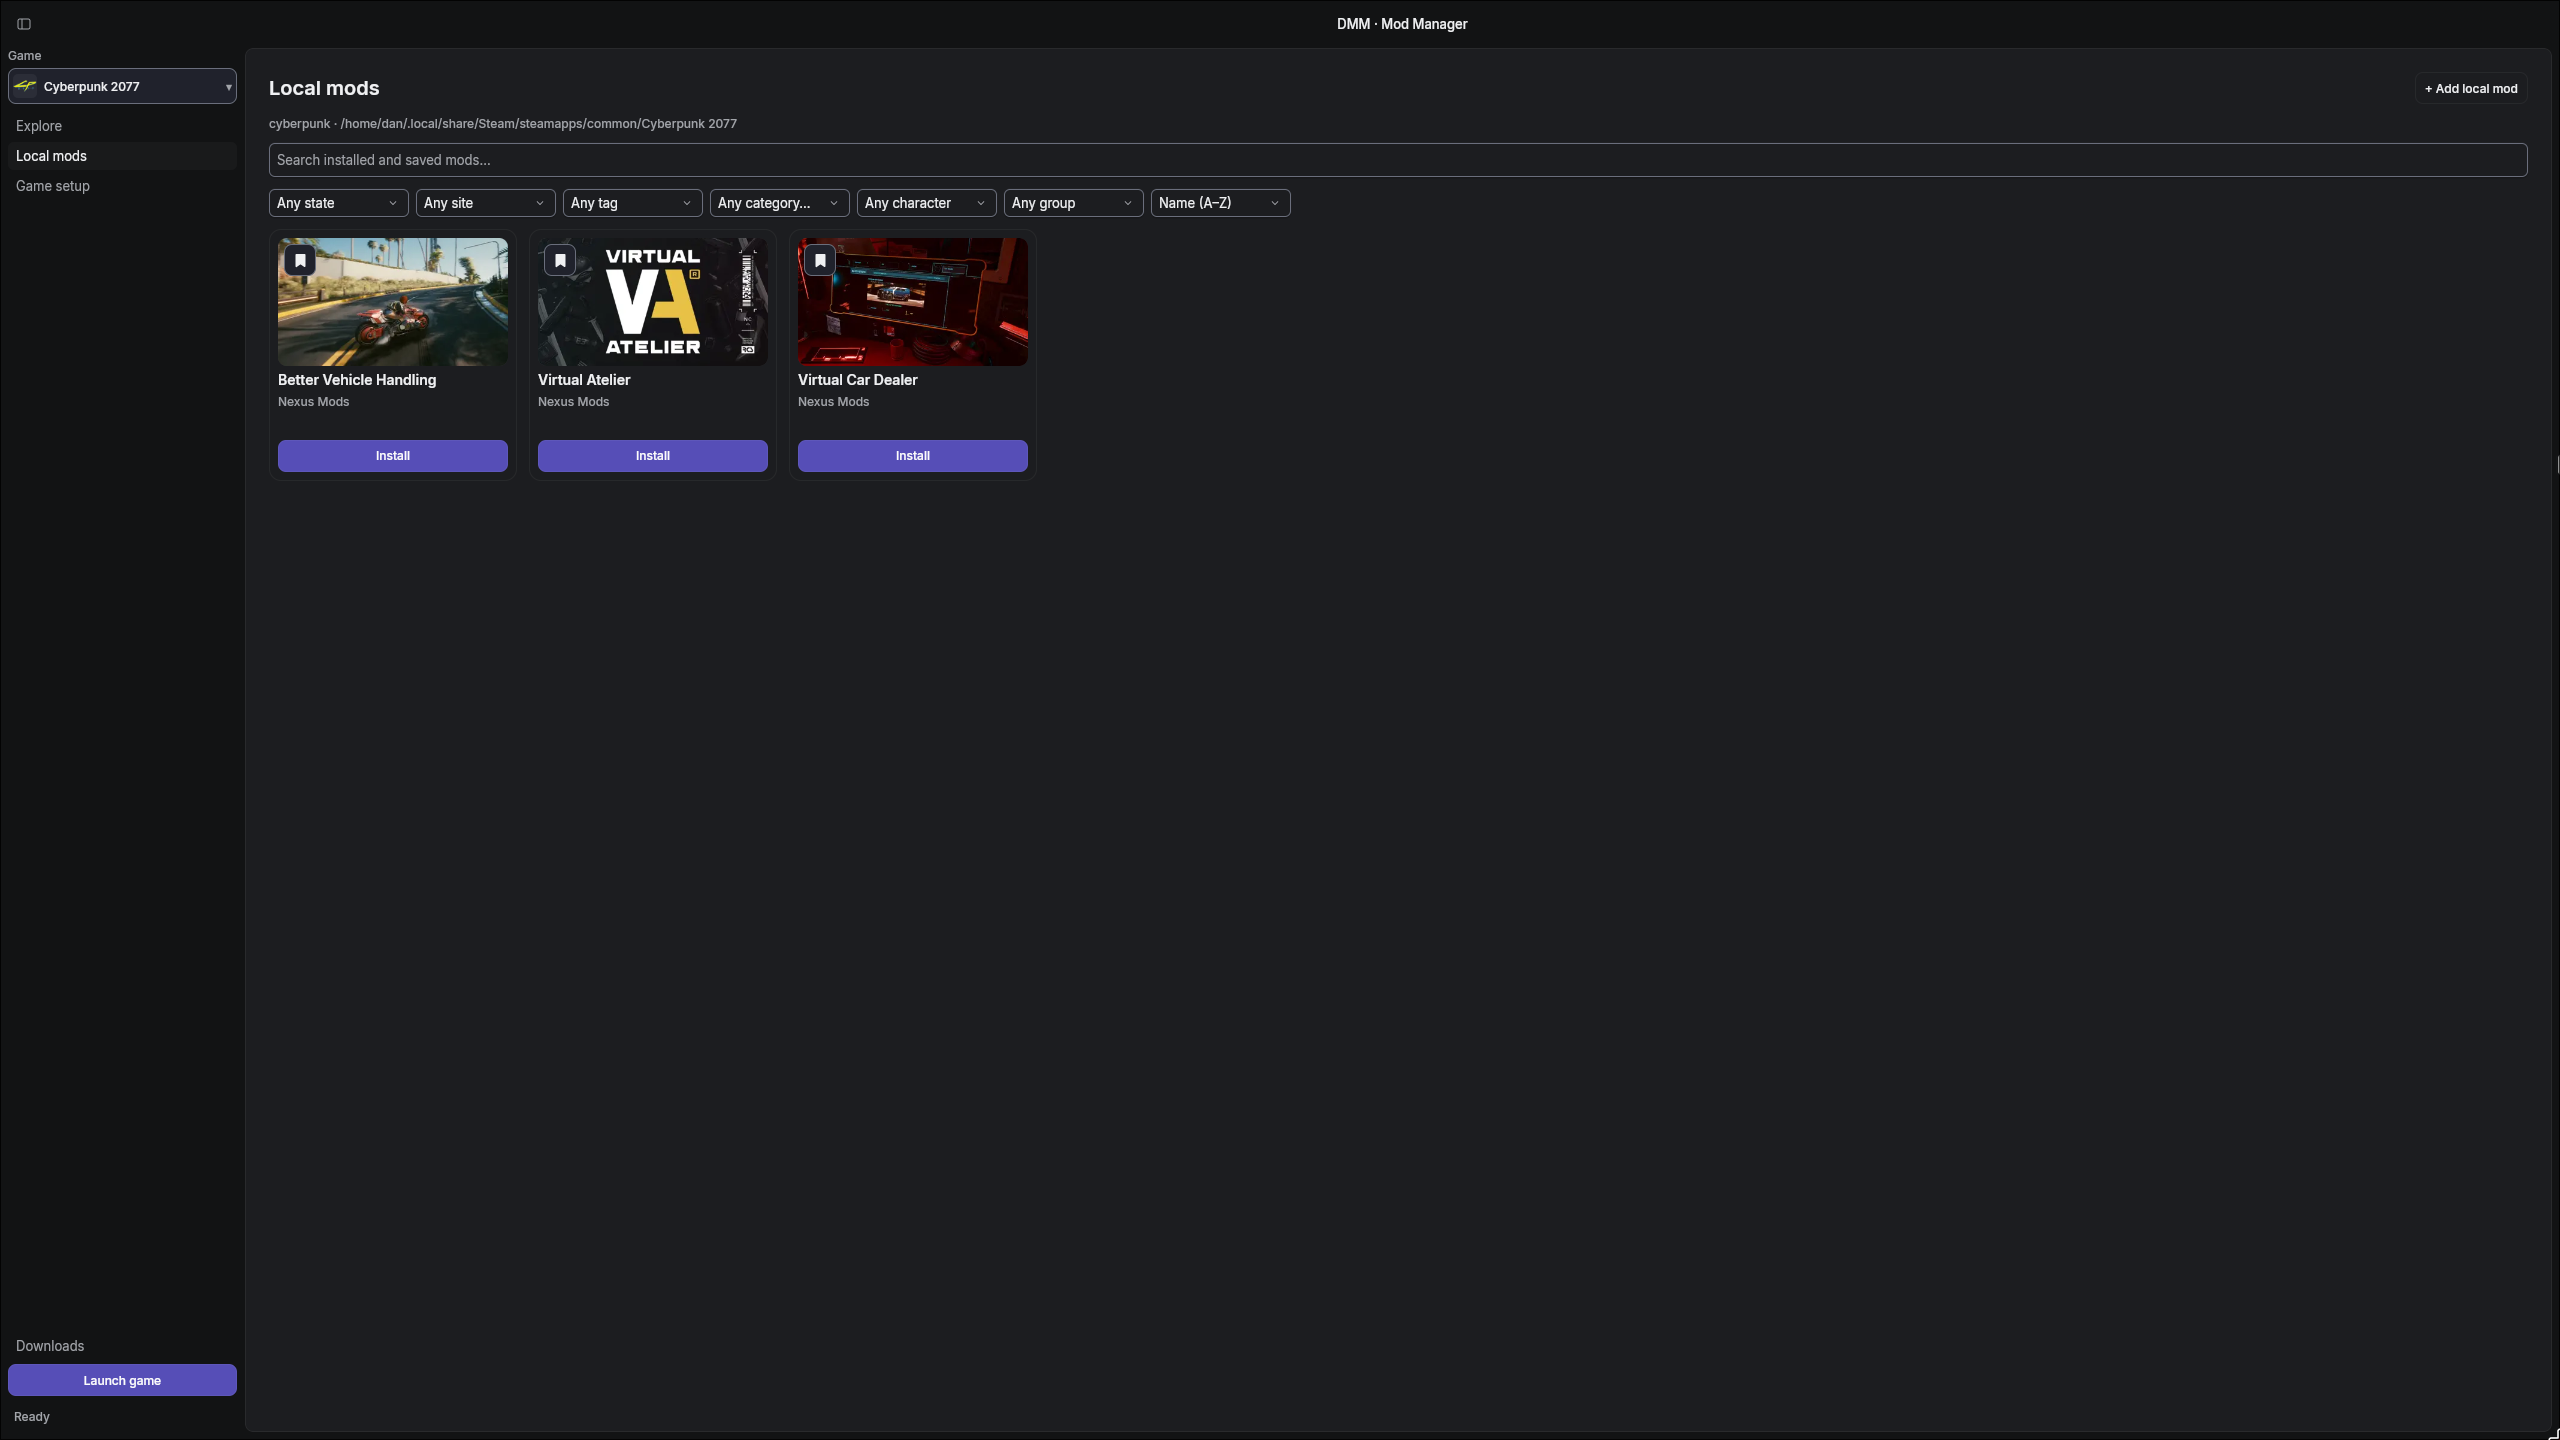 DMM · Mod Manager
Game
Cyberpunk 2077
Explore
Local mods
Game setup
Local mods
+ Add local mod
cyberpunk · /home/dan/.local/share/Steam/steamapps/common/Cyberpunk 2077
Search installed and saved mods...
Any state
Any site
Any tag
Any category...
Any character
Any group
Name (A–Z)
VIRTUAL
VA
ATELIER
Better Vehicle Handling
Nexus Mods
Install
Virtual Atelier
Nexus Mods
Install
Virtual Car Dealer
Nexus Mods
Install
Downloads
Launch game
Ready